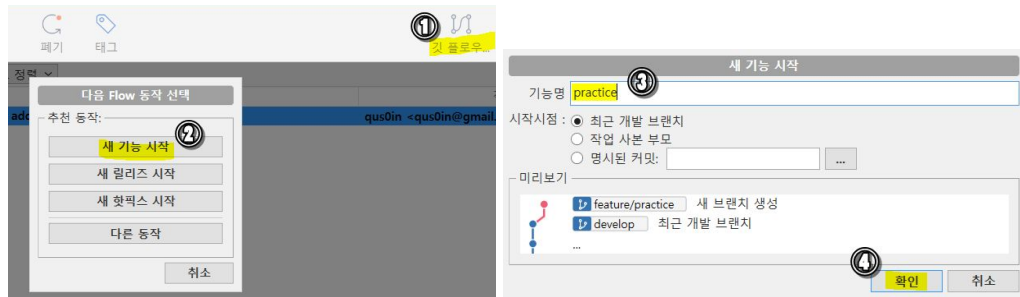 폐기
태그
①
깃 플로우...
정렬
다음 Flow 동작 선택
add
qus0in <qus0in@gmail.
추천 동작:
②
새 기능 시작
새 릴리즈 시작
새 핫픽스 시작
다른 동작
취소
새 기능 시작
③
기능명 practice
시작시점 : 최근 개발 브랜치
작업 사본 부모
명시된 커밋: ...
미리보기
feature/practice 새 브랜치 생성
develop 최근 개발 브랜치
...
④
확인 취소